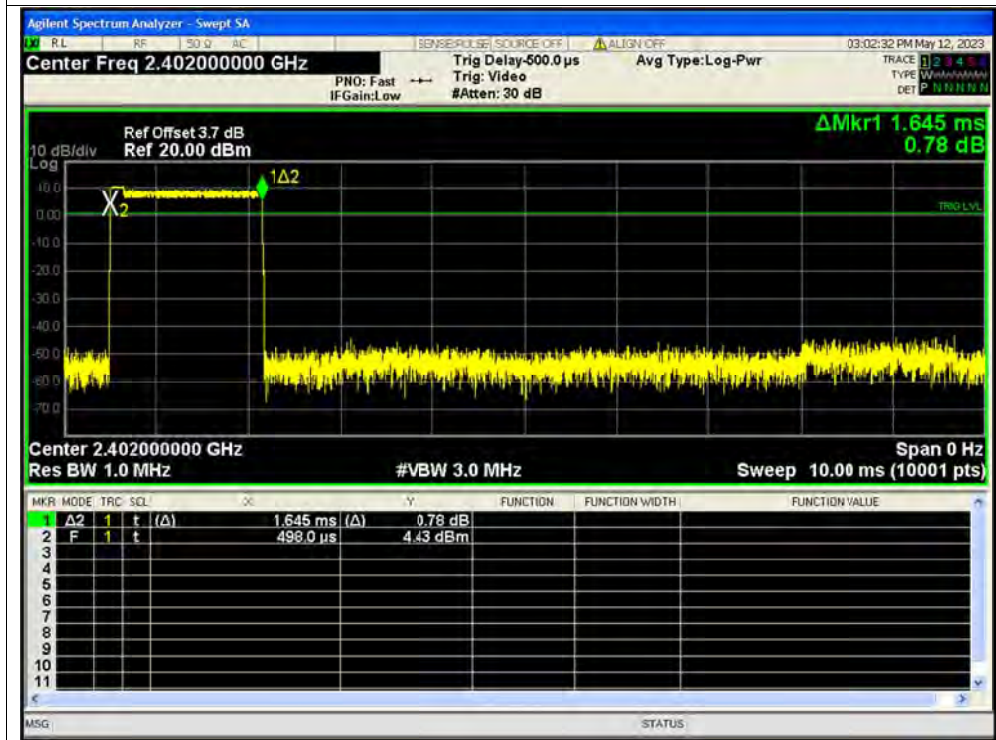 Agilent Spectrum Analyzer - Swept SA
RL RF 50 Ω AC SENSE:PULSE SOURCE OFF ALIGN OFF 03:02:32 PM May 12, 2023
Center Freq 2.402000000 GHz
PNO: Fast
IFGain:Low
Trig Delay-500.0 µs
Trig: Video
#Atten: 30 dB
Avg Type:Log-Pwr
TRACE 1 2 3 4 5 6
TYPE W
DET P N N N N N
ΔMkr1 1.645 ms
0.78 dB
Ref Offset 3.7 dB
10 dB/div Ref 20.00 dBm
Log
10.0
0.00
-10.0
-20.0
-30.0
-40.0
-50.0
-60.0
-70.0
1Δ2
X2
TRIG LVL
Center 2.402000000 GHz Span 0 Hz
Res BW 1.0 MHz #VBW 3.0 MHz Sweep 10.00 ms (10001 pts)
MKR MODE TRC SCL X Y FUNCTION FUNCTION WIDTH FUNCTION VALUE
1 Δ2 1 t (Δ) 1.645 ms (Δ) 0.78 dB
2 F 1 t 498.0 µs 4.43 dBm
3
4
5
6
7
8
9
10
11
MSG STATUS